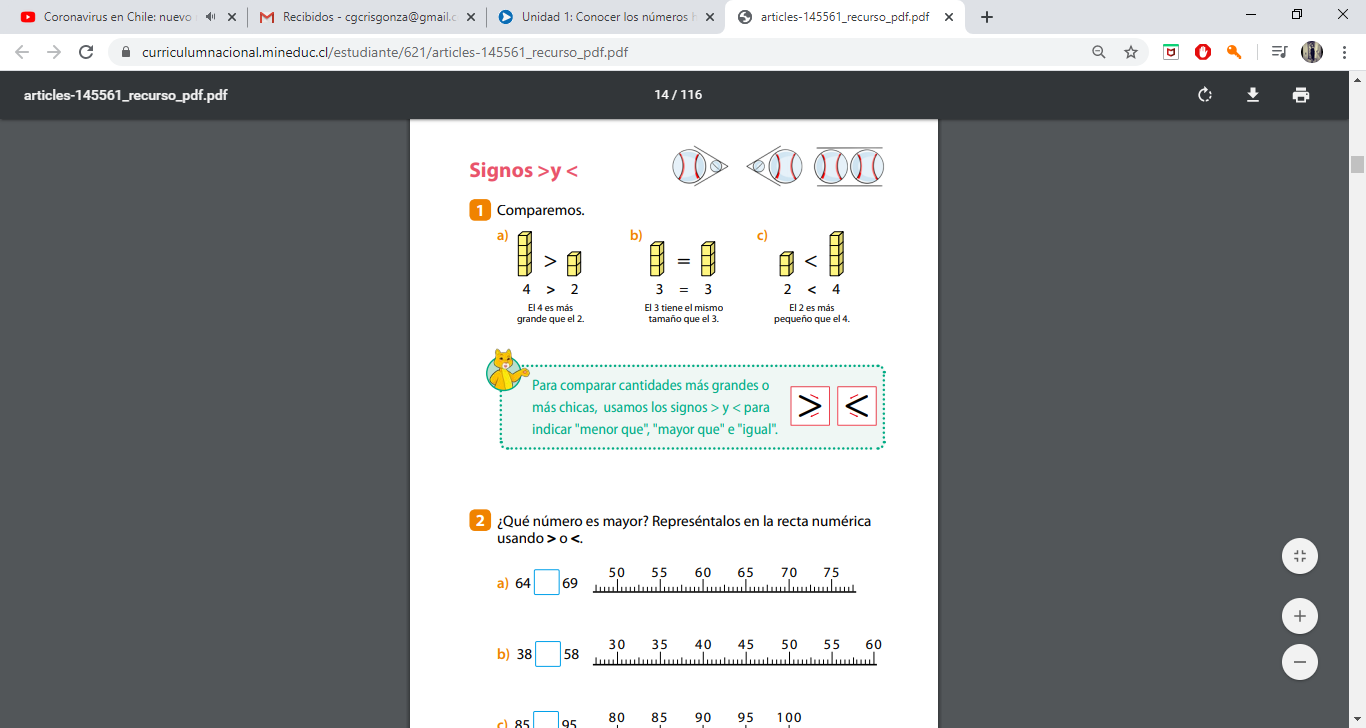 Coronavirus en Chile: nuevo
Recibidos - cgcrisgonza@gmail.c
Unidad 1: Conocer los números h
articles-145561_recurso_pdf.pdf
curriculumnacional.mineduc.cl/estudiante/621/articles-145561_recurso_pdf.pdf
articles-145561_recurso_pdf.pdf
14 / 116
Signos >y <
1 Comparemos.
a) b) c)
> = <
4 > 2 3 = 3 2 < 4
El 4 es más El 3 tiene el mismo El 2 es más
grande que el 2. tamaño que el 3. pequeño que el 4.
Para comparar cantidades más grandes o
más chicas, usamos los signos > y < para
indicar "menor que", "mayor que" e "igual".
> <
2 ¿Qué número es mayor? Represéntalos en la recta numérica
usando > o <.
50 55 60 65 70 75
a) 64 69
30 35 40 45 50 55 60
b) 38 58
80 85 90 95 100
c) 85 95